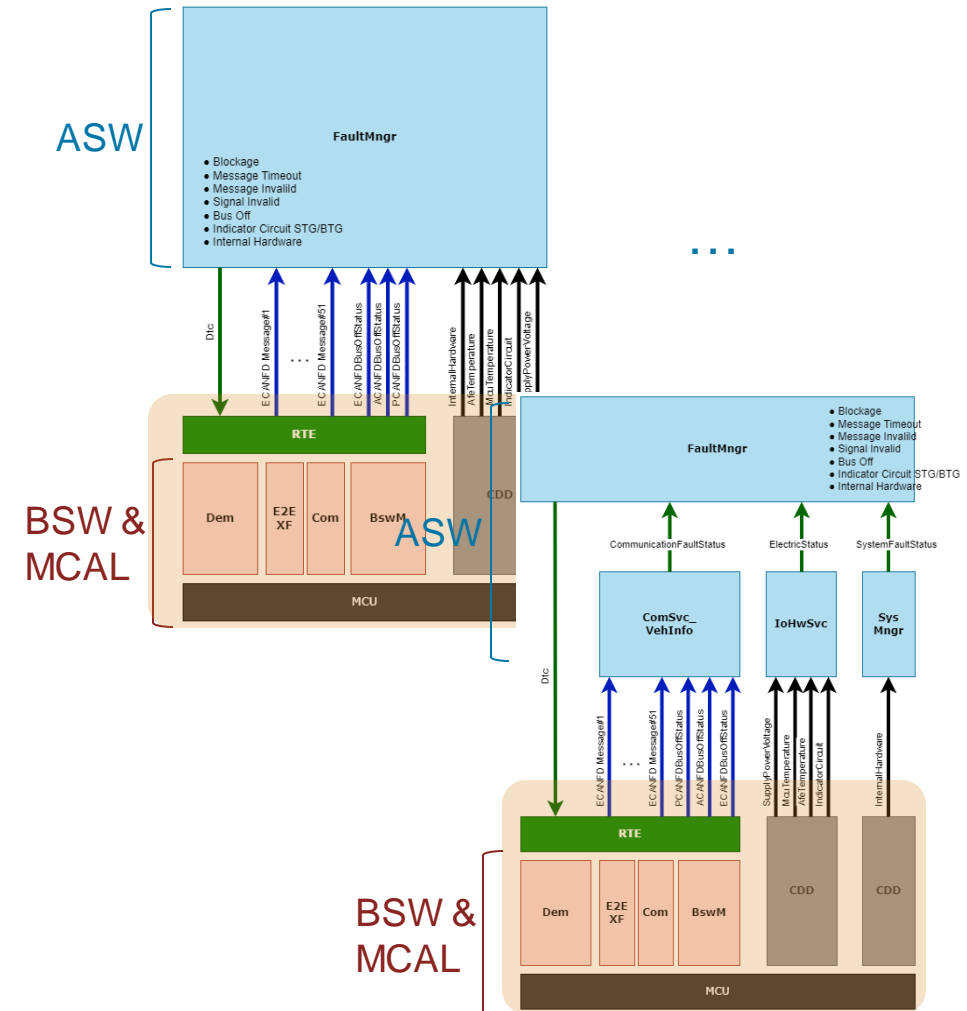 ASW
FaultMngr
● Blockage
● Message Timeout
● Message Invalild
● Signal Invalid
● Bus Off
● Indicator Circuit STG/BTG
● Internal Hardware
...
Dtc
ECANFD Message#1
...
ECANFD Message#51
ECANFDBusOffStatus
ACANFDBusOffStatus
PCANFDBusOffStatus
InternalHardware
AfeTemperature
McuTemperature
IndicatorCircuit
pplyPowerVoltage
RTE
BSW &
MCAL
Dem
E2E
XF
Com
BswM
CDD
MCU
ASW
FaultMngr
● Blockage
● Message Timeout
● Message Invalild
● Signal Invalid
● Bus Off
● Indicator Circuit STG/BTG
● Internal Hardware
CommunicationFaultStatus
ElectricStatus
SystemFaultStatus
ComSvc_
VehInfo
IoHwSvc
Sys
Mngr
Dtc
ECANFD Message#1
...
ECANFD Message#51
PCANFDBusOffStatus
ACANFDBusOffStatus
ECANFDBusOffStatus
SupplyPowerVoltage
McuTemperature
AfeTemperature
IndicatorCircuit
InternalHardware
RTE
BSW &
MCAL
Dem
E2E
XF
Com
BswM
CDD
CDD
MCU